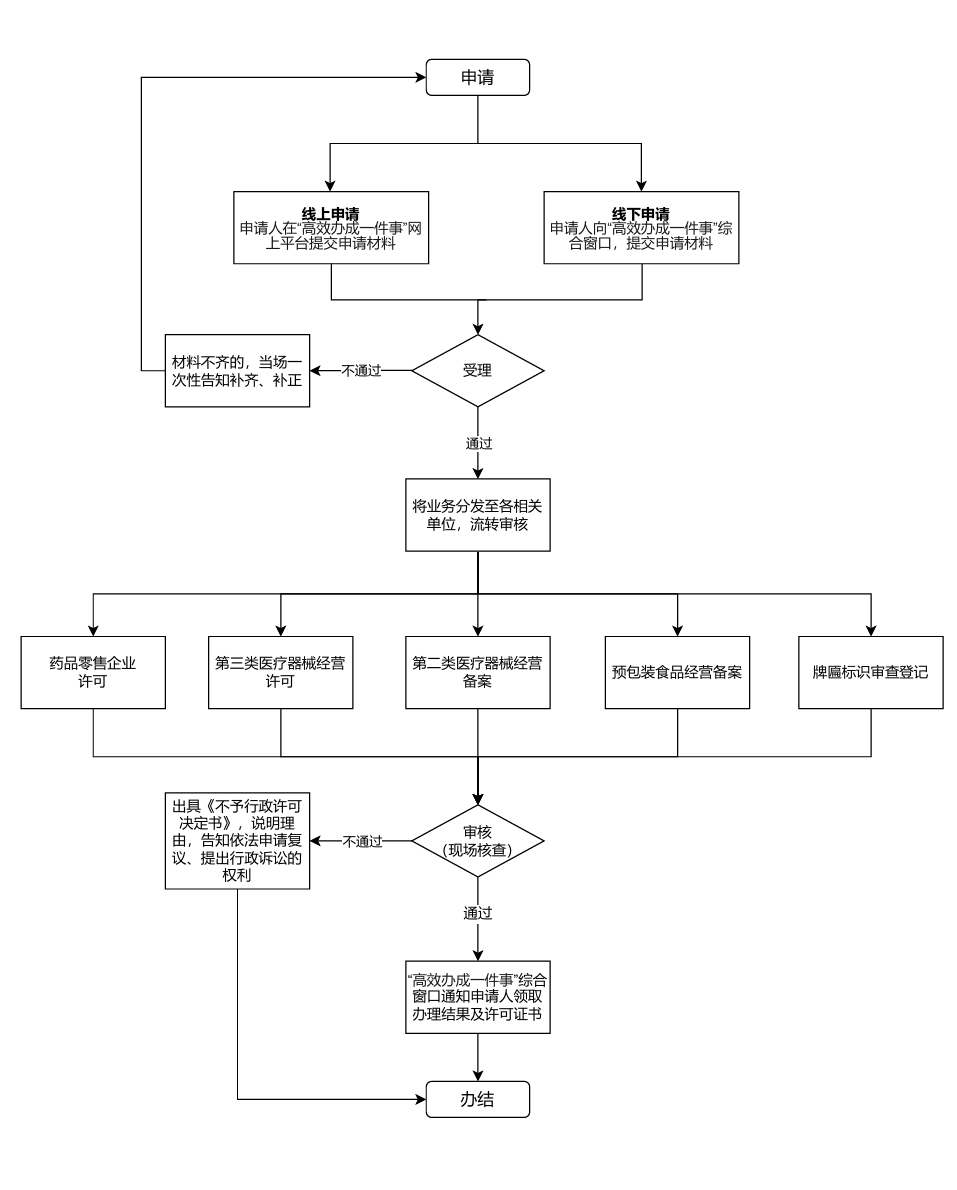 申请
线上申请
申请人在“高效办成一件事”网
上平台提交申请材料
线下申请
申请人向“高效办成一件事”综
合窗口，提交申请材料
材料不齐的，当场一
次性告知补齐、补正
不通过
受理
通过
将业务分发至各相关
单位，流转审核
药品零售企业
许可
第三类医疗器械经营
许可
第二类医疗器械经营
备案
预包装食品经营备案
牌匾标识审查登记
出具《不予行政许可
决定书》，说明理
由，告知依法申请复
议、提出行政诉讼的
权利
不通过
审核
（现场核查）
通过
“高效办成一件事”综合
窗口通知申请人领取
办理结果及许可证书
办结